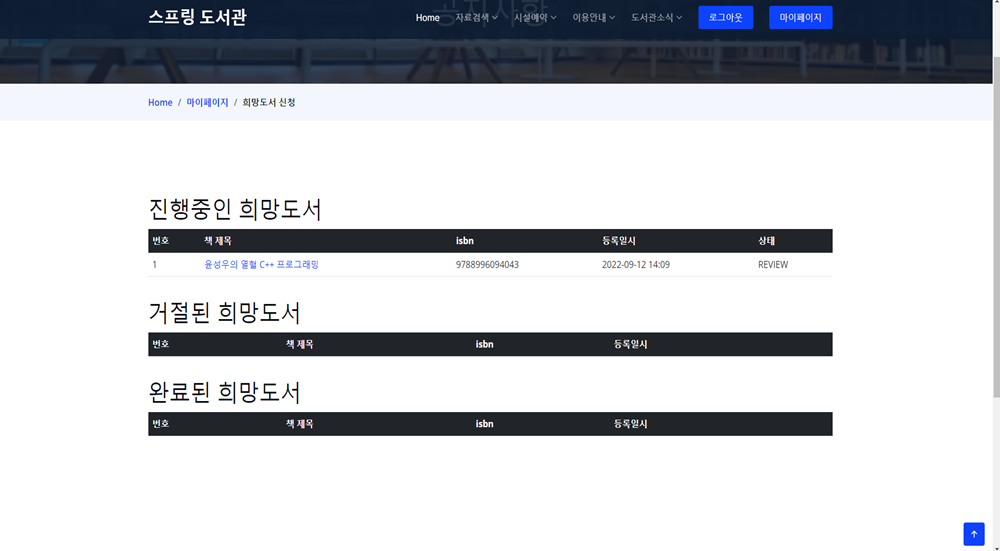 스프링 도서관
Home 자료검색 시설예약 이용안내 도서관소식 로그아웃 마이페이지
공지사항
Home / 마이페이지 / 희망도서 신청
진행중인 희망도서
번호 책 제목 isbn 등록일시 상태
1 윤성우의 열혈 C++ 프로그래밍 9788996094043 2022-09-12 14:09 REVIEW
거절된 희망도서
번호 책 제목 isbn 등록일시
완료된 희망도서
번호 책 제목 isbn 등록일시